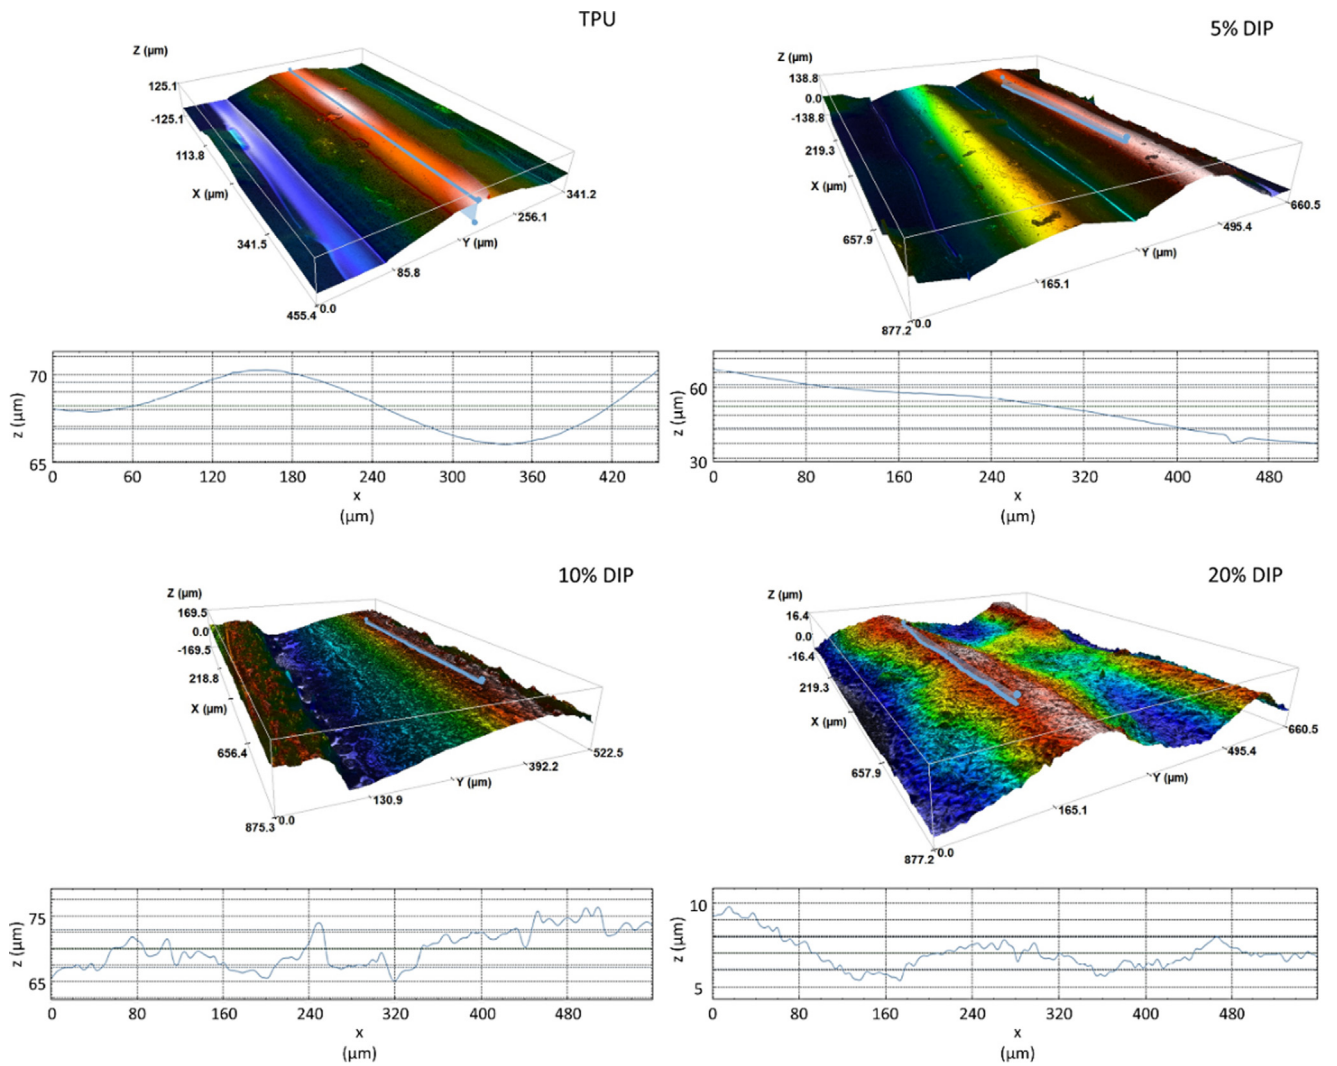 TPU
Z (µm)
125.1
-125.1
113.8
X (µm)
341.5
455.4
0.0
85.8
Y (µm)
256.1
341.2
70
65
z (µm)
0 60 120 180 240 300 360 420
x
(µm)
5% DIP
Z (µm)
138.8
0.0
-138.8
219.3
X (µm)
657.9
877.2
0.0
165.1
Y (µm)
495.4
660.5
60
30
z (µm)
0 80 160 240 320 400 480
x
(µm)
10% DIP
Z (µm)
169.5
0.0
-169.5
218.8
X (µm)
656.4
875.3
0.0
130.9
Y (µm)
392.2
522.5
75
65
z (µm)
0 80 160 240 320 400 480
x
(µm)
20% DIP
Z (µm)
16.4
0.0
-16.4
219.3
X (µm)
657.9
877.2
0.0
165.1
Y (µm)
495.4
660.5
10
5
z (µm)
0 80 160 240 320 400 480
x
(µm)